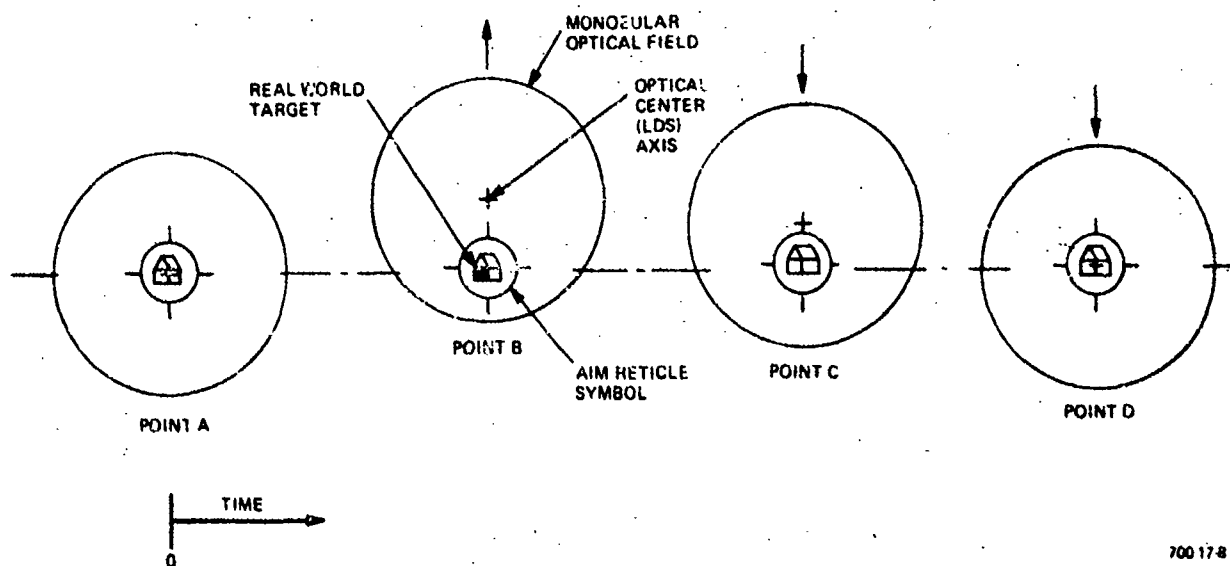 MONOCULAR
OPTICAL FIELD
REAL WORLD
TARGET
OPTICAL
CENTER
(LDS)
AXIS
POINT A
POINT B
AIM RETICLE
SYMBOL
POINT C
POINT D
TIME
0
700 17-8